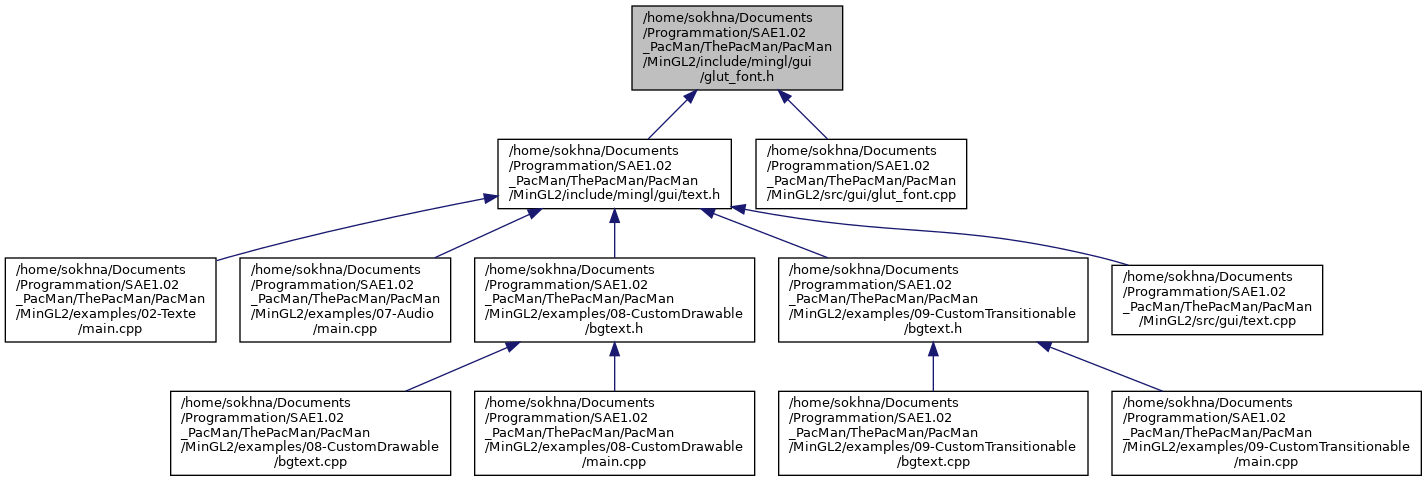 /home/sokhna/Documents
/Programmation/SAE1.02
_PacMan/ThePacMan/PacMan
/MinGL2/include/mingl/gui
/glut_font.h
/home/sokhna/Documents
/Programmation/SAE1.02
_PacMan/ThePacMan/PacMan
/MinGL2/include/mingl/gui/text.h
/home/sokhna/Documents
/Programmation/SAE1.02
_PacMan/ThePacMan/PacMan
/MinGL2/src/gui/glut_font.cpp
/home/sokhna/Documents
/Programmation/SAE1.02
_PacMan/ThePacMan/PacMan
/MinGL2/examples/02-Texte
/main.cpp
/home/sokhna/Documents
/Programmation/SAE1.02
_PacMan/ThePacMan/PacMan
/MinGL2/examples/07-Audio
/main.cpp
/home/sokhna/Documents
/Programmation/SAE1.02
_PacMan/ThePacMan/PacMan
/MinGL2/examples/08-CustomDrawable
/bgtext.h
/home/sokhna/Documents
/Programmation/SAE1.02
_PacMan/ThePacMan/PacMan
/MinGL2/examples/09-CustomTransitionable
/bgtext.h
/home/sokhna/Documents
/Programmation/SAE1.02
_PacMan/ThePacMan/PacMan
/MinGL2/src/gui/text.cpp
/home/sokhna/Documents
/Programmation/SAE1.02
_PacMan/ThePacMan/PacMan
/MinGL2/examples/08-CustomDrawable
/bgtext.cpp
/home/sokhna/Documents
/Programmation/SAE1.02
_PacMan/ThePacMan/PacMan
/MinGL2/examples/08-CustomDrawable
/main.cpp
/home/sokhna/Documents
/Programmation/SAE1.02
_PacMan/ThePacMan/PacMan
/MinGL2/examples/09-CustomTransitionable
/bgtext.cpp
/home/sokhna/Documents
/Programmation/SAE1.02
_PacMan/ThePacMan/PacMan
/MinGL2/examples/09-CustomTransitionable
/main.cpp